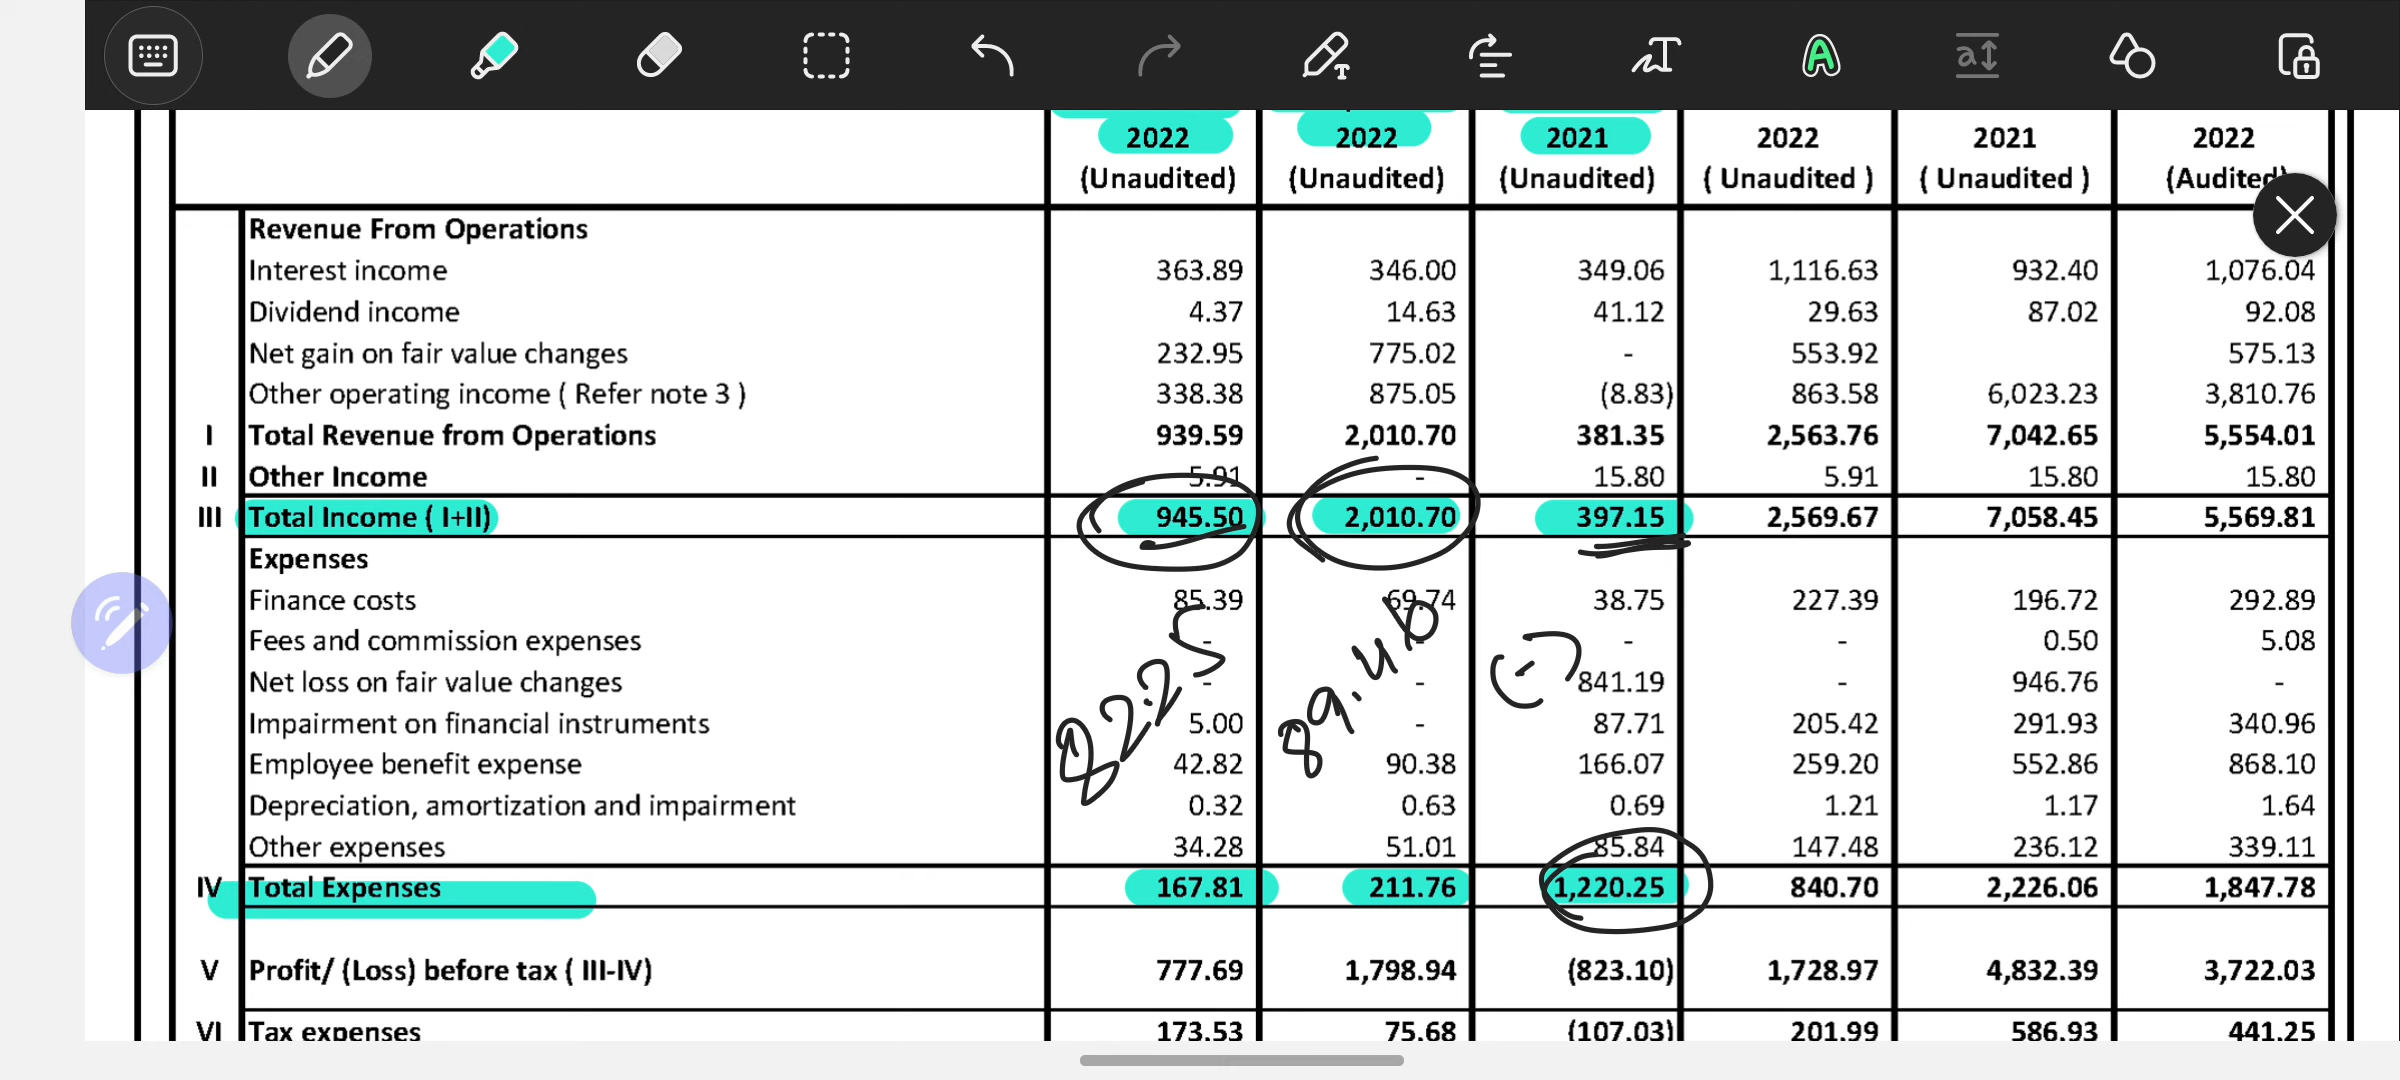 2022 2022 2021 2022 2021 2022
(Unaudited) (Unaudited) (Unaudited) ( Unaudited ) ( Unaudited ) (Audited)
Revenue From Operations
Interest income 363.89 346.00 349.06 1,116.63 932.40 1,076.04
Dividend income 4.37 14.63 41.12 29.63 87.02 92.08
Net gain on fair value changes 232.95 775.02 - 553.92 575.13
Other operating income ( Refer note 3 ) 338.38 875.05 (8.83) 863.58 6,023.23 3,810.76
I Total Revenue from Operations 939.59 2,010.70 381.35 2,563.76 7,042.65 5,554.01
II Other Income 5.91 - 15.80 5.91 15.80 15.80
III Total Income ( I+II) 945.50 2,010.70 397.15 2,569.67 7,058.45 5,569.81
Expenses
Finance costs 85.39 69.74 38.75 227.39 196.72 292.89
Fees and commission expenses - - - - 0.50 5.08
Net loss on fair value changes - - 841.19 - 946.76 -
Impairment on financial instruments 5.00 - 87.71 205.42 291.93 340.96
Employee benefit expense 42.82 90.38 166.07 259.20 552.86 868.10
Depreciation, amortization and impairment 0.32 0.63 0.69 1.21 1.17 1.64
Other expenses 34.28 51.01 85.84 147.48 236.12 339.11
IV Total Expenses 167.81 211.76 1,220.25 840.70 2,226.06 1,847.78
V Profit/ (Loss) before tax ( III-IV) 777.69 1,798.94 (823.10) 1,728.97 4,832.39 3,722.03
VI Tax expenses 173.53 75.68 (107.03) 201.99 586.93 441.25
82.25
89.46
(-)